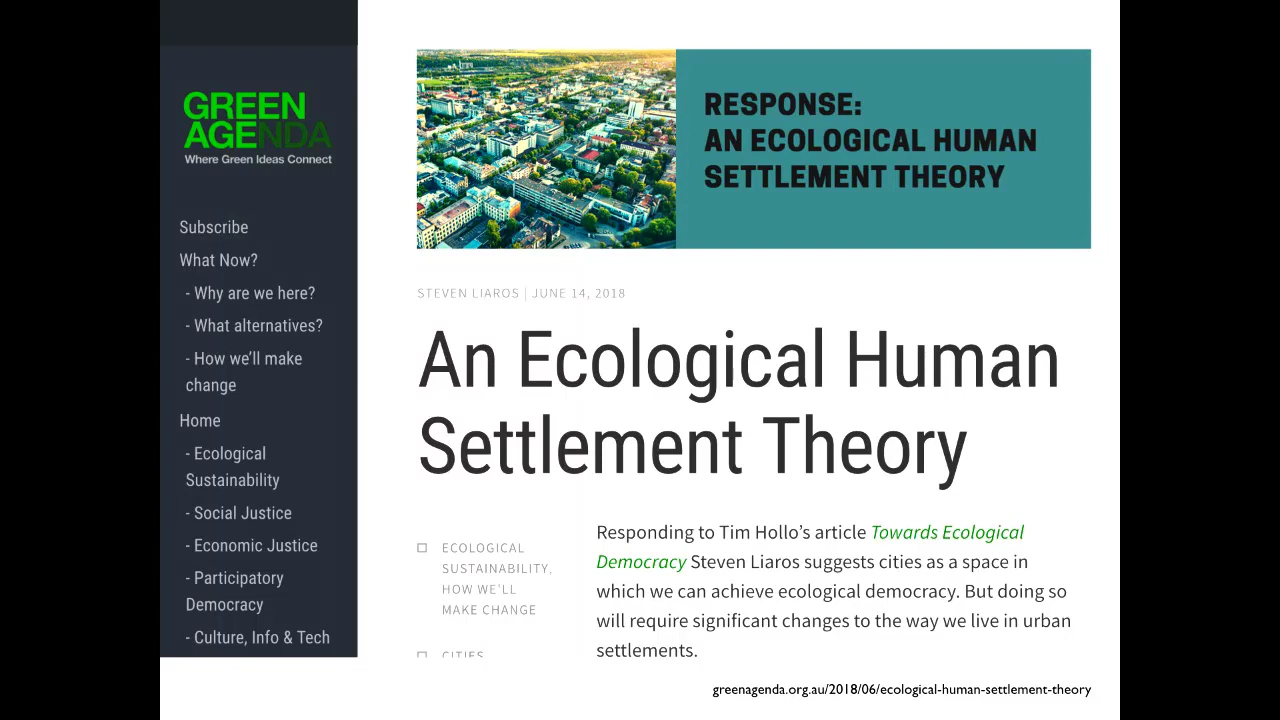 GREEN
AGENDA
Where Green Ideas Connect
Subscribe
What Now?
- Why are we here?
- What alternatives?
- How we'll make
change
Home
- Ecological
Sustainability
- Social Justice
- Economic Justice
- Participatory
Democracy
- Culture, Info & Tech
RESPONSE:
AN ECOLOGICAL HUMAN
SETTLEMENT THEORY
STEVEN LIAROS | JUNE 14, 2018
An Ecological Human
Settlement Theory
ECOLOGICAL
SUSTAINABILITY,
HOW WE'LL
MAKE CHANGE
CITIES
Responding to Tim Hollo's article Towards Ecological
Democracy Steven Liaros suggests cities as a space in
which we can achieve ecological democracy. But doing so
will require significant changes to the way we live in urban
settlements.
greenagenda.org.au/2018/06/ecological-human-settlement-theory